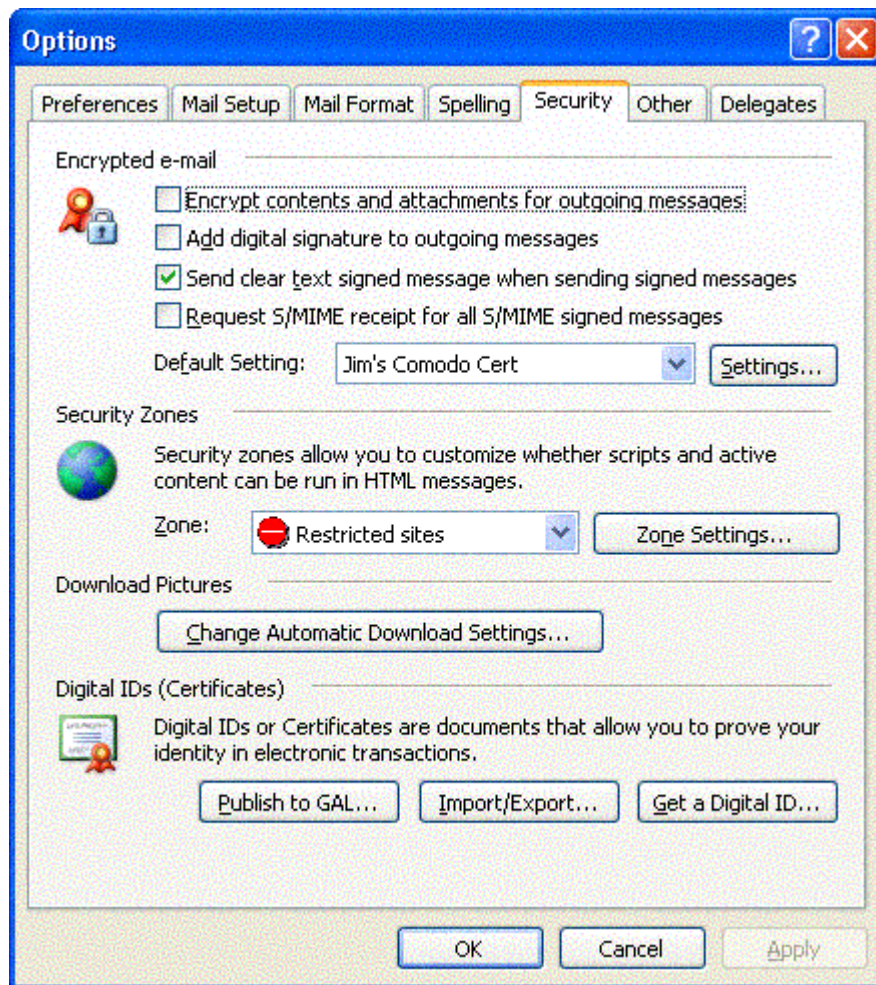 Options
Preferences Mail Setup Mail Format Spelling Security Other Delegates
Encrypted e-mail
Encrypt contents and attachments for outgoing messages
Add digital signature to outgoing messages
Send clear text signed message when sending signed messages
Request S/MIME receipt for all S/MIME signed messages
Default Setting: Jim's Comodo Cert Settings...
Security Zones
Security zones allow you to customize whether scripts and active
content can be run in HTML messages.
Zone: Restricted sites Zone Settings...
Download Pictures
Change Automatic Download Settings...
Digital IDs (Certificates)
Digital IDs or Certificates are documents that allow you to prove your
identity in electronic transactions.
Publish to GAL... Import/Export... Get a Digital ID...
OK Cancel Apply